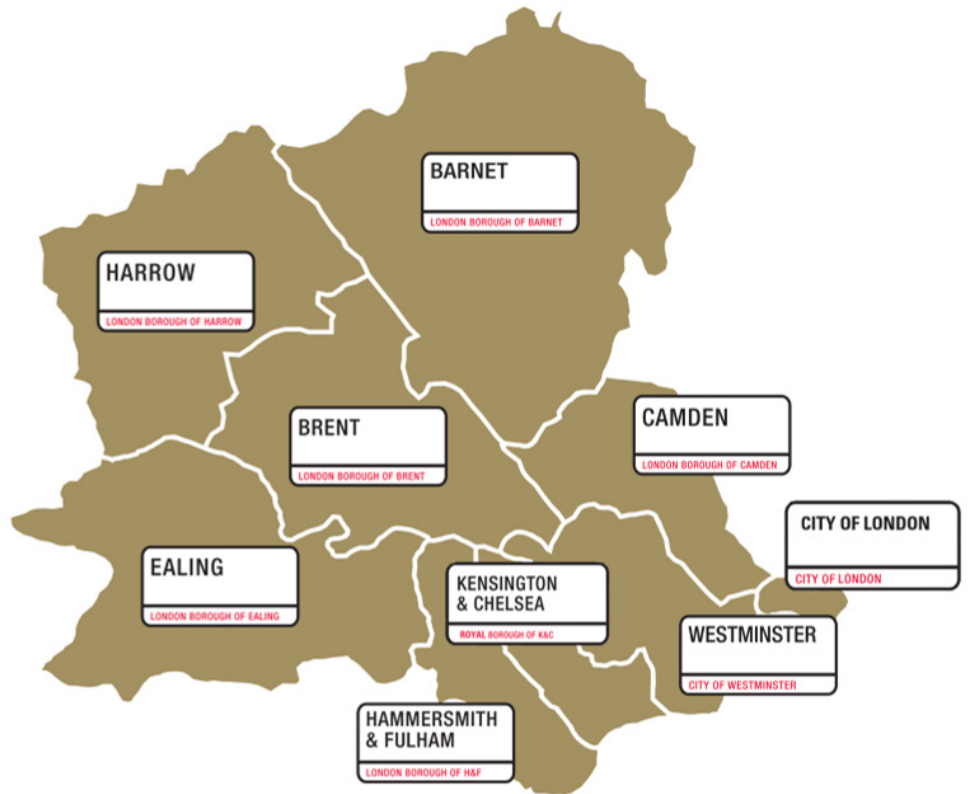 BARNET
LONDON BOROUGH OF BARNET
HARROW
LONDON BOROUGH OF HARROW
BRENT
LONDON BOROUGH OF BRENT
CAMDEN
LONDON BOROUGH OF CAMDEN
CITY OF LONDON
CITY OF LONDON
EALING
LONDON BOROUGH OF EALING
KENSINGTON
& CHELSEA
ROYAL BOROUGH OF K&C
WESTMINSTER
CITY OF WESTMINSTER
HAMMERSMITH
& FULHAM
LONDON BOROUGH OF H&F